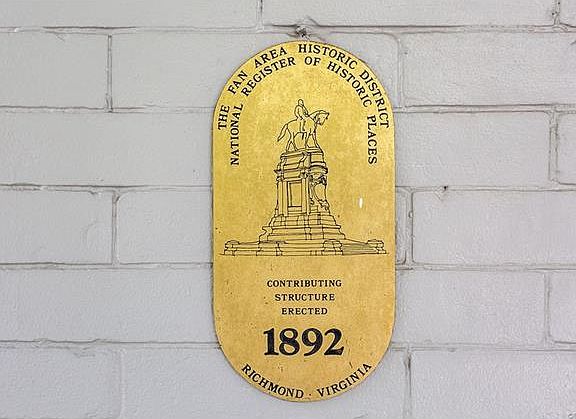 THE FAN AREA HISTORIC DISTRICT
NATIONAL REGISTER OF HISTORIC PLACES
CONTRIBUTING
STRUCTURE
ERECTED
1892
RICHMOND · VIRGINIA